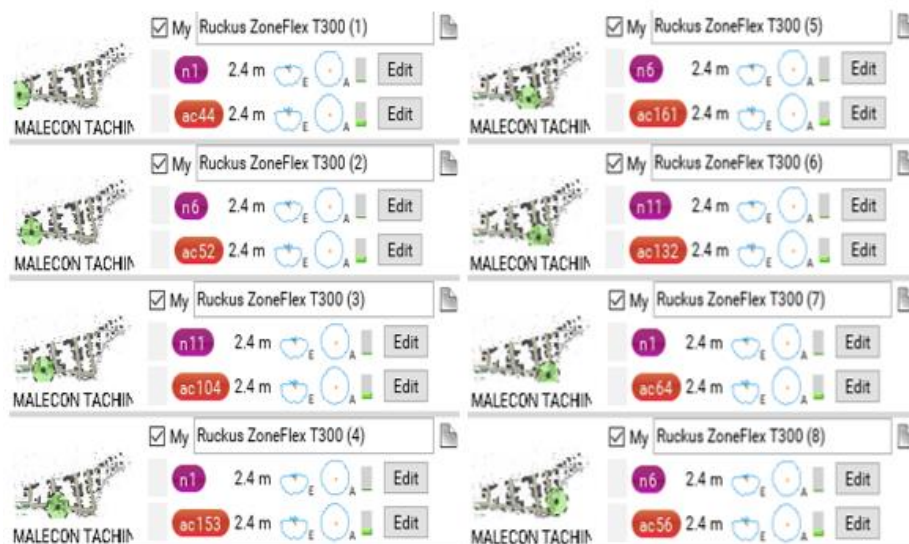 My Ruckus ZoneFlex T300 (1)
n1 2.4 m E A Edit
ac44 2.4 m E A Edit
MALECON TACHIN
My Ruckus ZoneFlex T300 (2)
n6 2.4 m E A Edit
ac52 2.4 m E A Edit
MALECON TACHIN
My Ruckus ZoneFlex T300 (3)
n11 2.4 m E A Edit
ac104 2.4 m E A Edit
MALECON TACHIN
My Ruckus ZoneFlex T300 (4)
n1 2.4 m E A Edit
ac153 2.4 m E A Edit
MALECON TACHIN
My Ruckus ZoneFlex T300 (5)
n6 2.4 m E A Edit
ac161 2.4 m E A Edit
MALECON TACHIN
My Ruckus ZoneFlex T300 (6)
n11 2.4 m E A Edit
ac132 2.4 m E A Edit
MALECON TACHIN
My Ruckus ZoneFlex T300 (7)
n1 2.4 m E A Edit
ac64 2.4 m E A Edit
MALECON TACHIN
My Ruckus ZoneFlex T300 (8)
n6 2.4 m E A Edit
ac56 2.4 m E A Edit
MALECON TACHIN